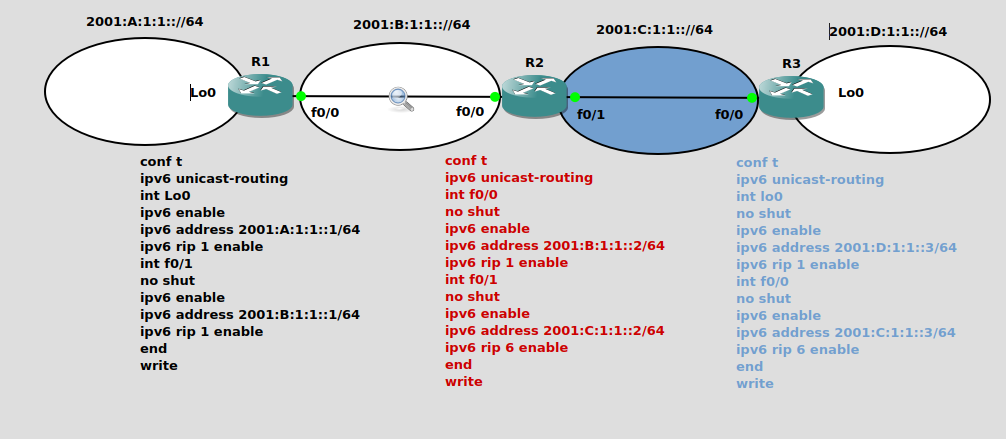 2001:A:1:1:://64
2001:B:1:1:://64
2001:C:1:1:://64
2001:D:1:1:://64
R1
R2
R3
Lo0
f0/0
f0/0
f0/1
f0/0
Lo0
conf t
ipv6 unicast-routing
int Lo0
ipv6 enable
ipv6 address 2001:A:1:1::1/64
ipv6 rip 1 enable
int f0/1
no shut
ipv6 enable
ipv6 address 2001:B:1:1::1/64
ipv6 rip 1 enable
end
write
conf t
ipv6 unicast-routing
int f0/0
no shut
ipv6 enable
ipv6 address 2001:B:1:1::2/64
ipv6 rip 1 enable
int f0/1
no shut
ipv6 enable
ipv6 address 2001:C:1:1::2/64
ipv6 rip 6 enable
end
write
conf t
ipv6 unicast-routing
int lo0
no shut
ipv6 enable
ipv6 address 2001:D:1:1::3/64
ipv6 rip 1 enable
int f0/0
no shut
ipv6 enable
ipv6 address 2001:C:1:1::3/64
ipv6 rip 6 enable
end
write